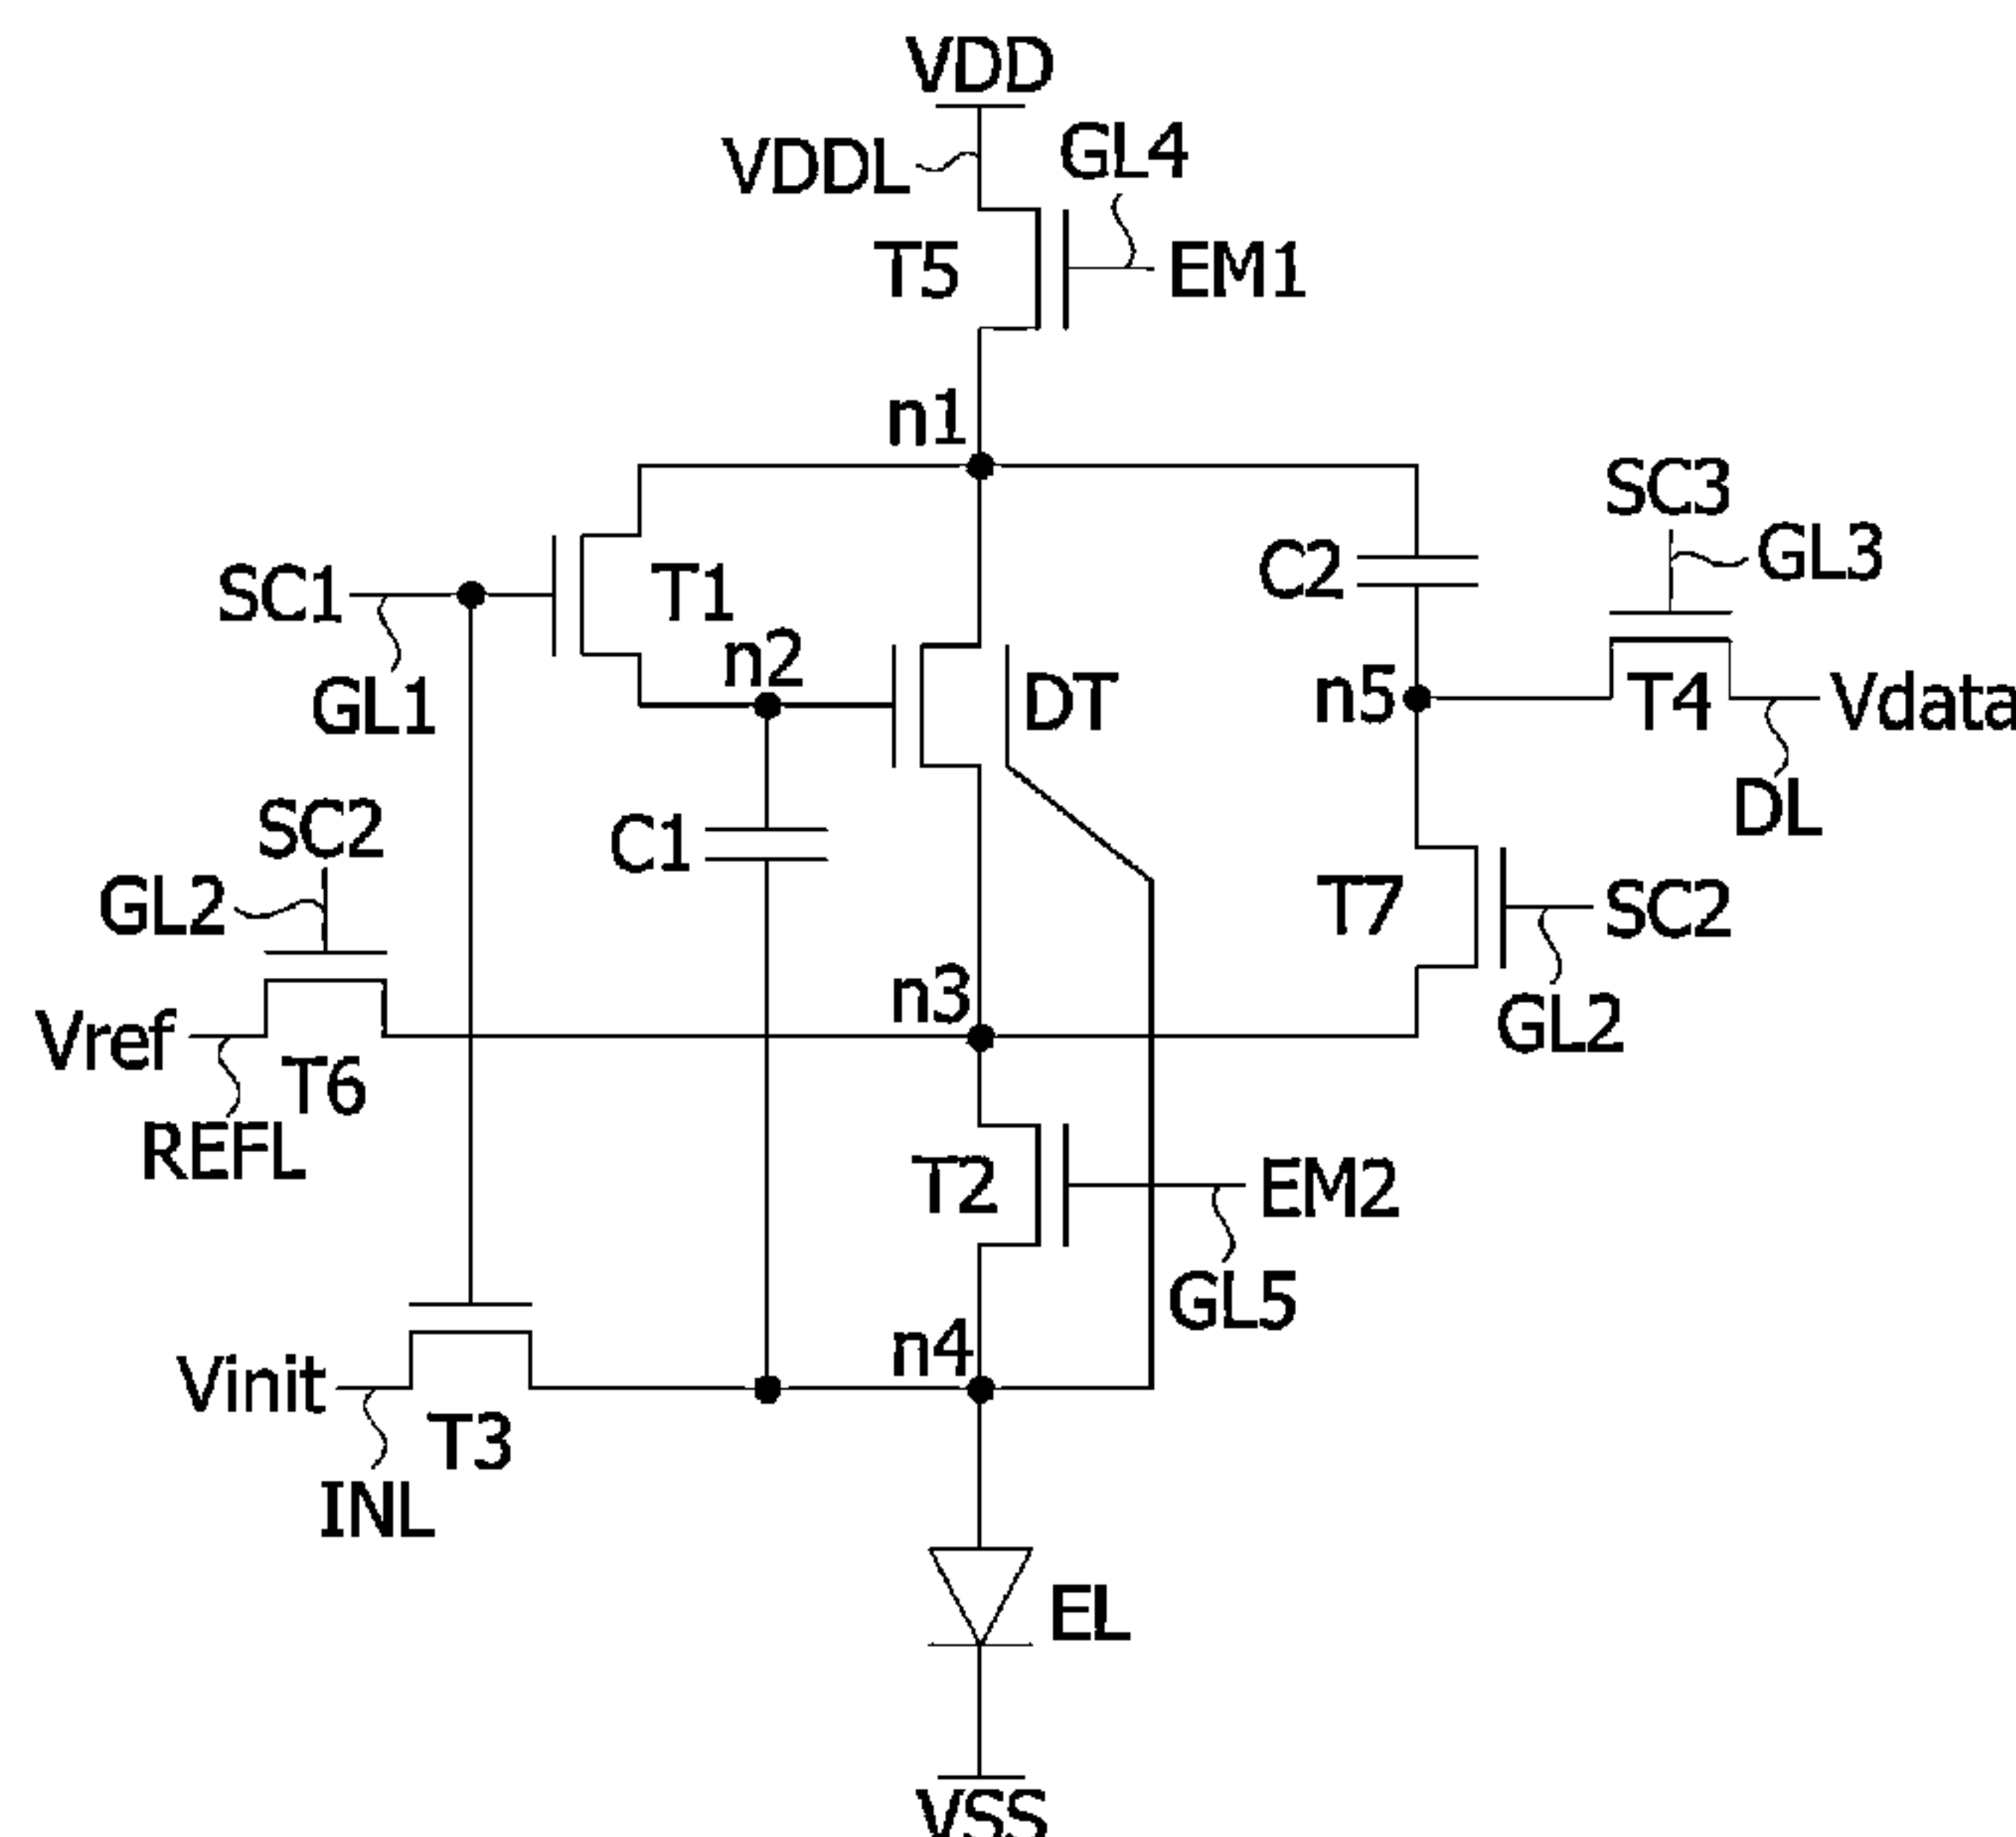 VDD
VDDL
GL4
T5
EM1
n1
SC3
GL3
C2
SC1
T1
n2
GL1
DT
n5
T4
Vdata
DL
SC2
C1
GL2
T7
SC2
n3
Vref
T6
GL2
REFL
T2
EM2
GL5
n4
Vinit
T3
INL
EL
VSS